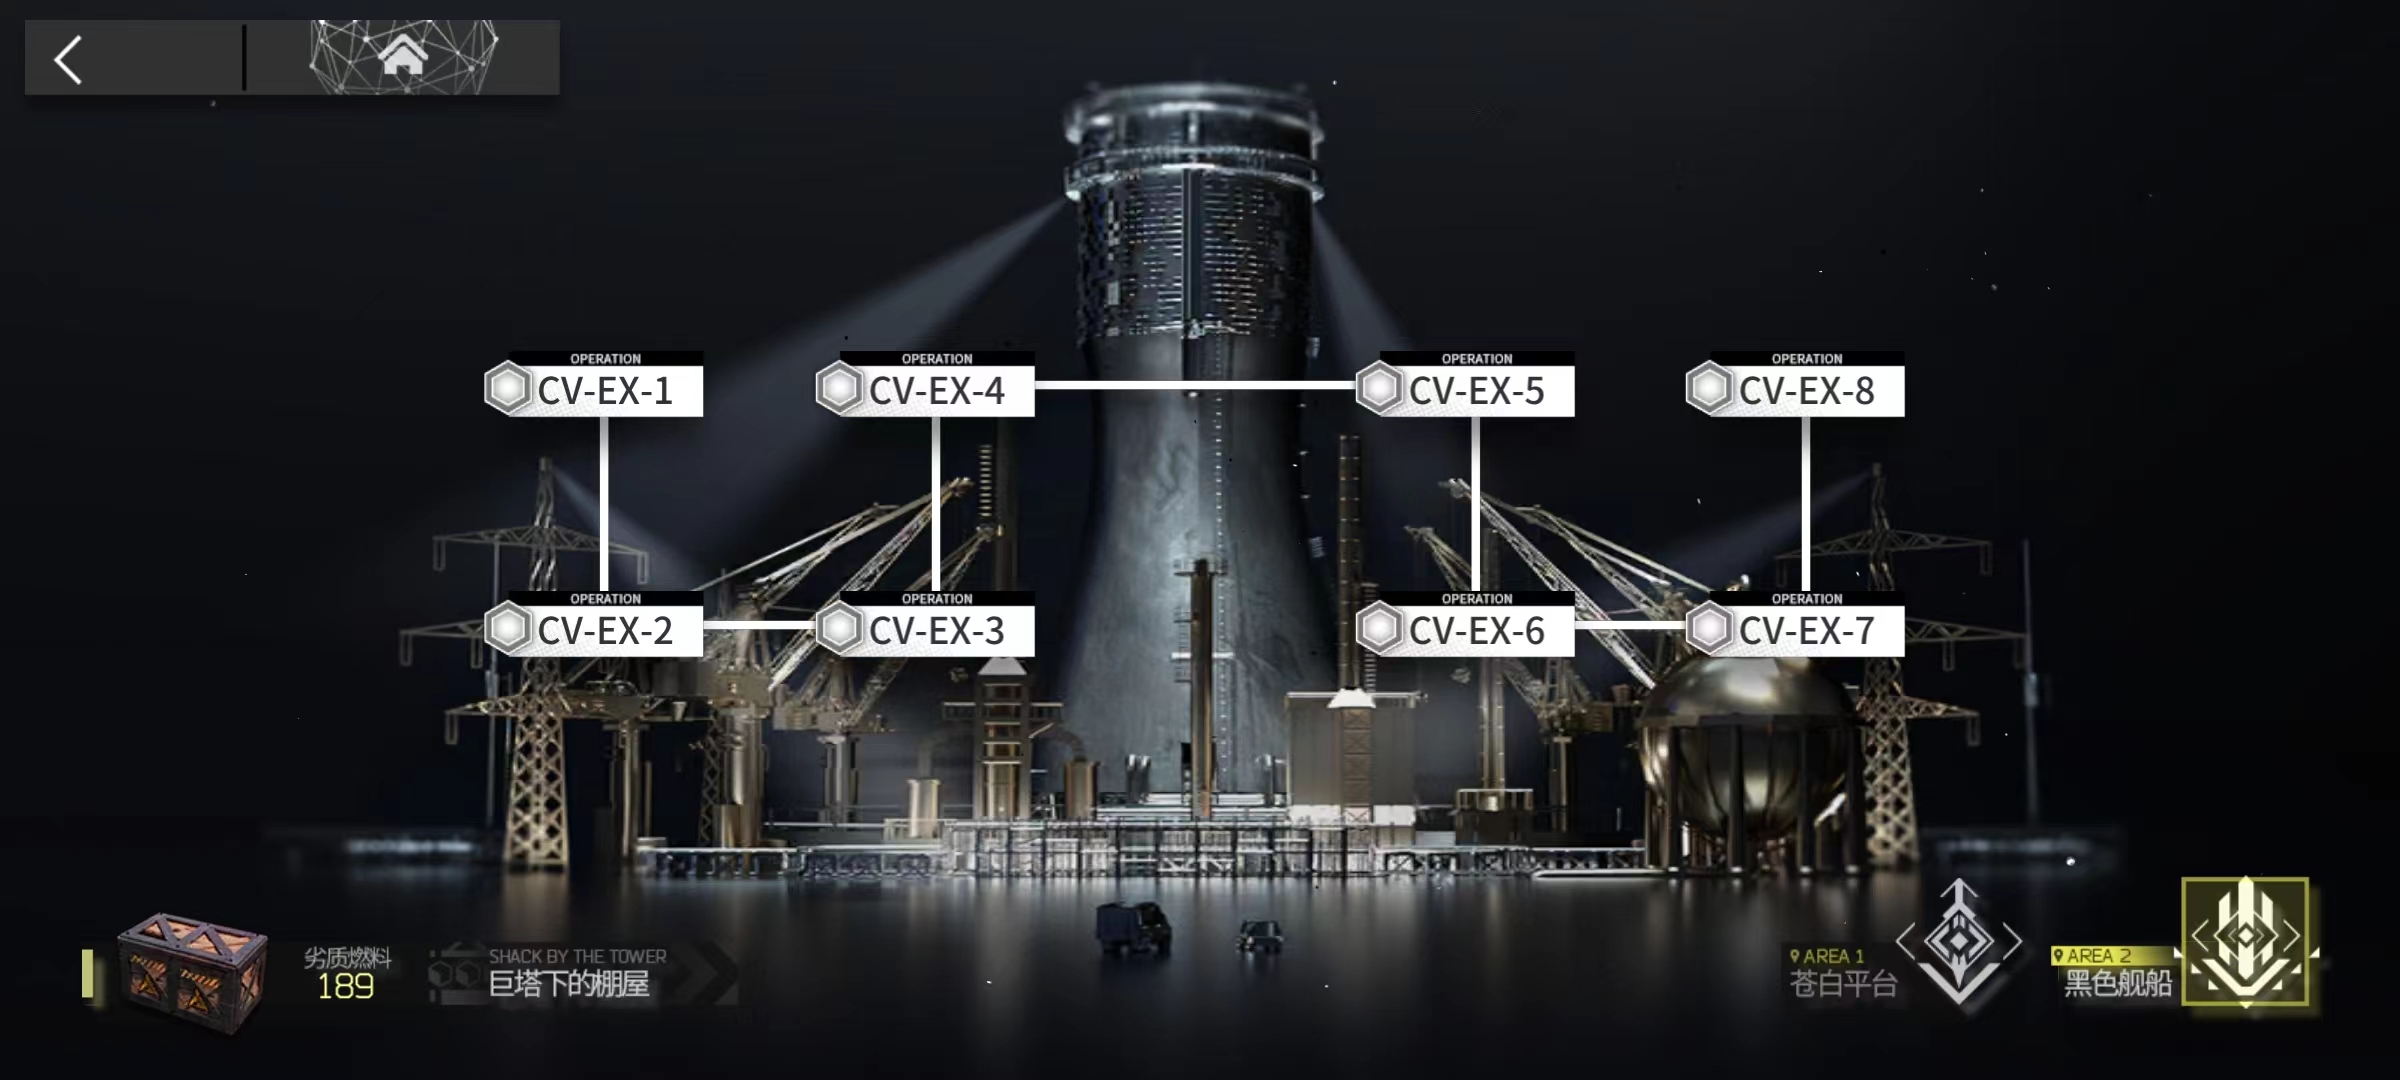 OPERATION
CV-EX-1
OPERATION
CV-EX-4
OPERATION
CV-EX-5
OPERATION
CV-EX-8
OPERATION
CV-EX-2
OPERATION
CV-EX-3
OPERATION
CV-EX-6
OPERATION
CV-EX-7
劣质燃料
189
SHACK BY THE TOWER
巨塔下的棚屋
AREA 1
苍白平台
AREA 2
黑色舰船